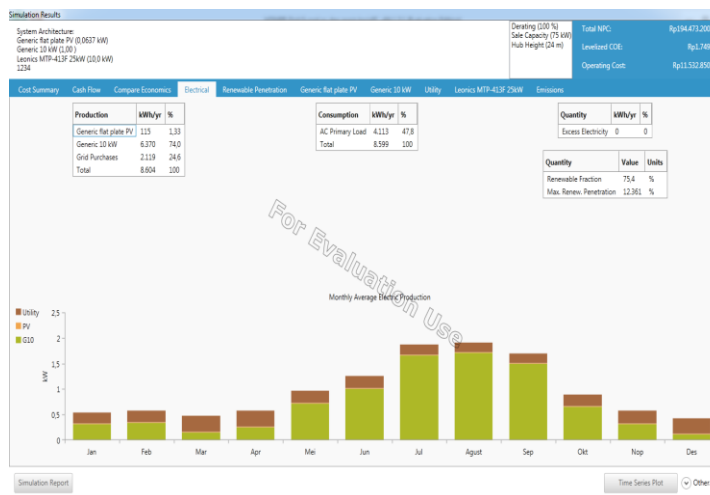 Simulation Results
System Architecture:
Generic flat plate PV (0,0637 kW)
Generic 10 kW (1,00 )
Leonics MTP-413F 25kW (10,0 kW)
1234
Derating (100 %)
Sale Capacity (75 kW)
Hub Height (24 m)
Total NPC: Rp194.473.200
Levelized COE: Rp1.749
Operating Cost: Rp11.532.850
Cost Summary Cash Flow Compare Economics Electrical Renewable Penetration Generic flat plate PV Generic 10 kW Utility Leonics MTP-413F 25kW Emissions
Production kWh/yr %
Generic flat plate PV 115 1,33
Generic 10 kW 6.370 74,0
Grid Purchases 2.119 24,6
Total 8.604 100
Consumption kWh/yr %
AC Primary Load 4.113 47,8
Total 8.599 100
Quantity kWh/yr %
Excess Electricity 0 0
Quantity Value Units
Renewable Fraction 75,4 %
Max. Renew. Penetration 12.361 %
For Evaluation Use
Monthly Average Electric Production
Utility
PV
G10
kW
2,5
2
1,5
1
0,5
0
Jan Feb Mar Apr Mei Jun Jul Agust Sep Okt Nop Des
Simulation Report
Time Series Plot
Other